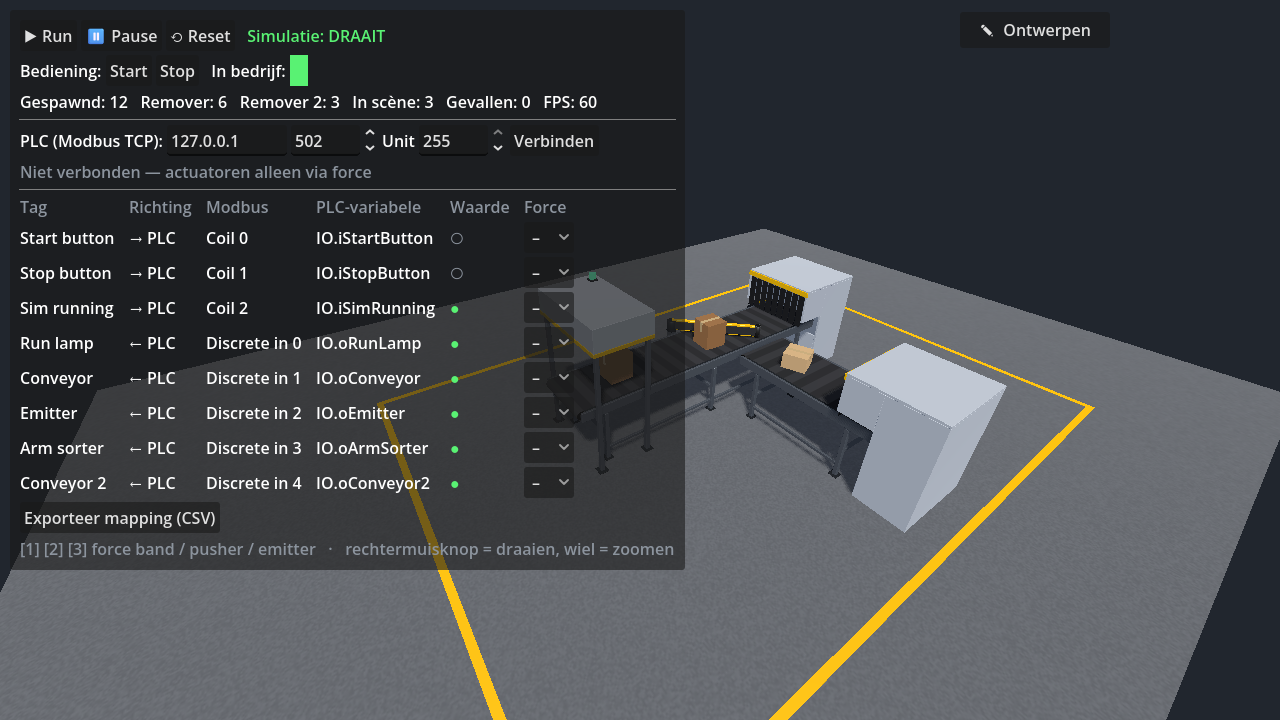 Run Pause Reset Simulatie: DRAAIT
Ontwerpen
Bediening: Start Stop In bedrijf:
Gespawnd: 12 Remover: 6 Remover 2: 3 In scène: 3 Gevallen: 0 FPS: 60
PLC (Modbus TCP): 127.0.0.1 502 Unit 255 Verbinden
Niet verbonden — actuatoren alleen via force
Tag Richting Modbus PLC-variabele Waarde Force
Start button → PLC Coil 0 IO.iStartButton ○ –
Stop button → PLC Coil 1 IO.iStopButton ○ –
Sim running → PLC Coil 2 IO.iSimRunning ● –
Run lamp ← PLC Discrete in 0 IO.oRunLamp ● –
Conveyor ← PLC Discrete in 1 IO.oConveyor ● –
Emitter ← PLC Discrete in 2 IO.oEmitter ● –
Arm sorter ← PLC Discrete in 3 IO.oArmSorter ● –
Conveyor 2 ← PLC Discrete in 4 IO.oConveyor2 ● –
Exporteer mapping (CSV)
[1] [2] [3] force band / pusher / emitter · rechtermuisknop = draaien, wiel = zoomen